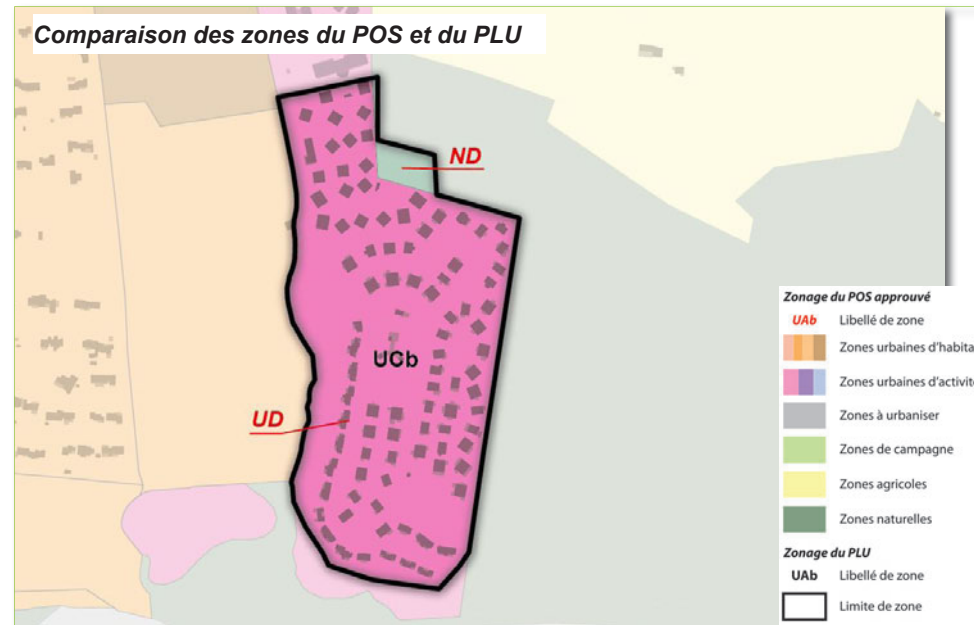 Comparaison des zones du POS et du PLU
ND
UCb
UD
Zonage du POS approuvé
UAb Libellé de zone
Zones urbaines d'habita
Zones urbaines d'activité
Zones à urbaniser
Zones de campagne
Zones agricoles
Zones naturelles
Zonage du PLU
UAb Libellé de zone
Limite de zone